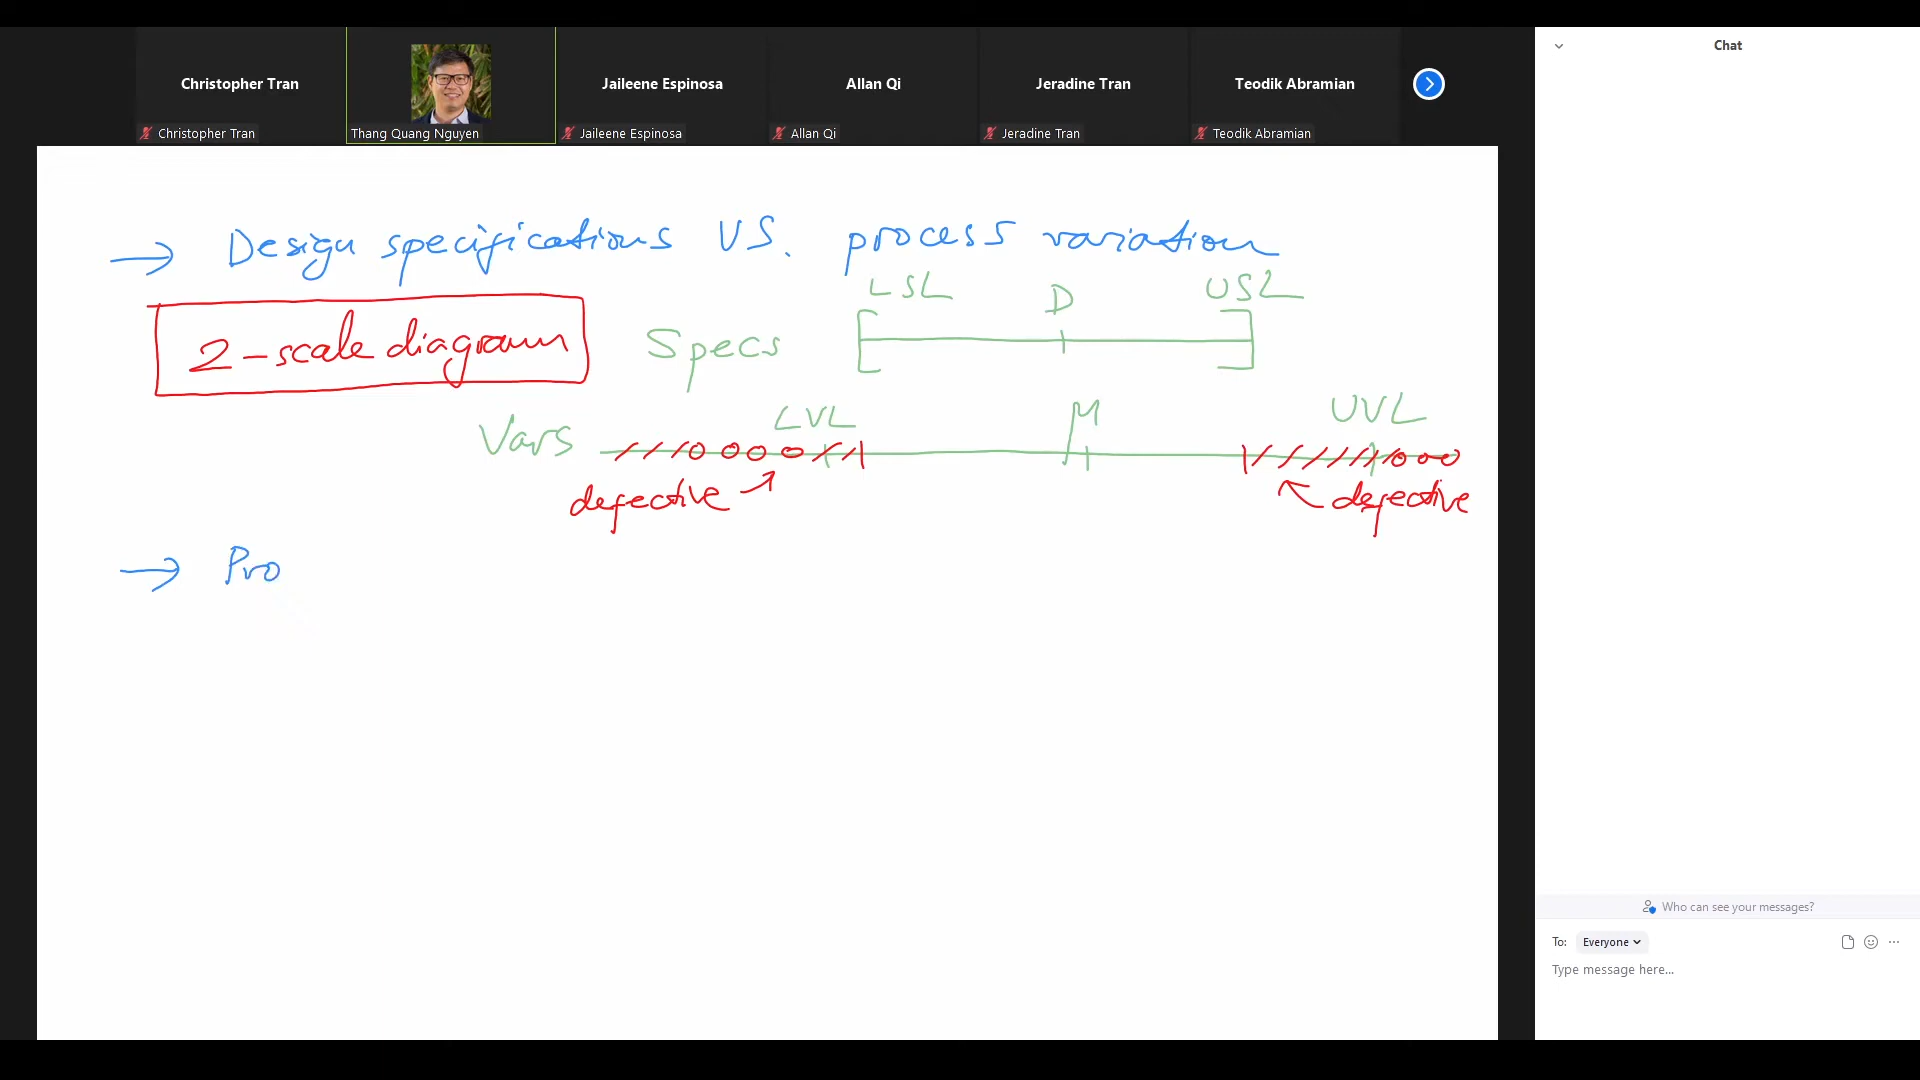 Christopher Tran
Jaileene Espinosa
Allan Qi
Jeradine Tran
Teodik Abramian
Christopher Tran
Thang Quang Nguyen
Jaileene Espinosa
Allan Qi
Jeradine Tran
Teodik Abramian
Chat
→ Design specifications VS. process variation
LSL D USL
2-scale diagram
Specs
LVL M UVL
Vars
defective
defective
→ Pro
Who can see your messages?
To: Everyone
Type message here...